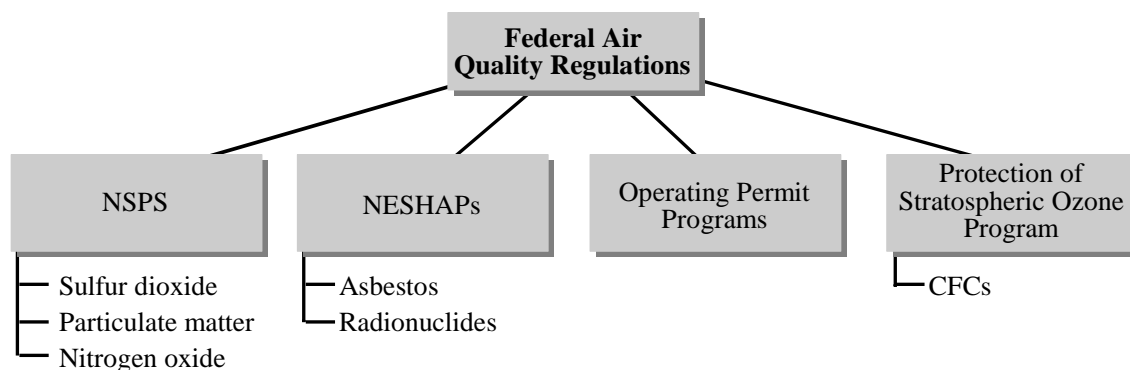 Federal Air
Quality Regulations
NSPS
NESHAPs
Operating Permit
Programs
Protection of
Stratospheric Ozone
Program
Sulfur dioxide
Particulate matter
Nitrogen oxide
Asbestos
Radionuclides
CFCs